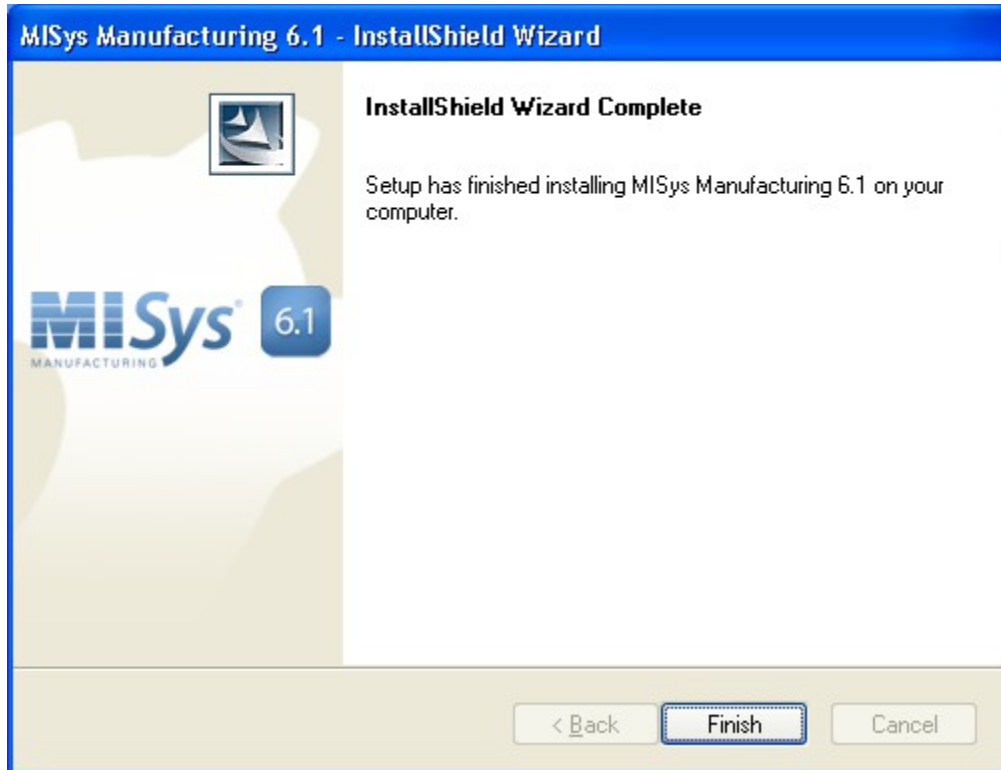 MISys Manufacturing 6.1 - InstallShield Wizard
InstallShield Wizard Complete
Setup has finished installing MISys Manufacturing 6.1 on your
computer.
MISys® 6.1
MANUFACTURING
< Back Finish Cancel